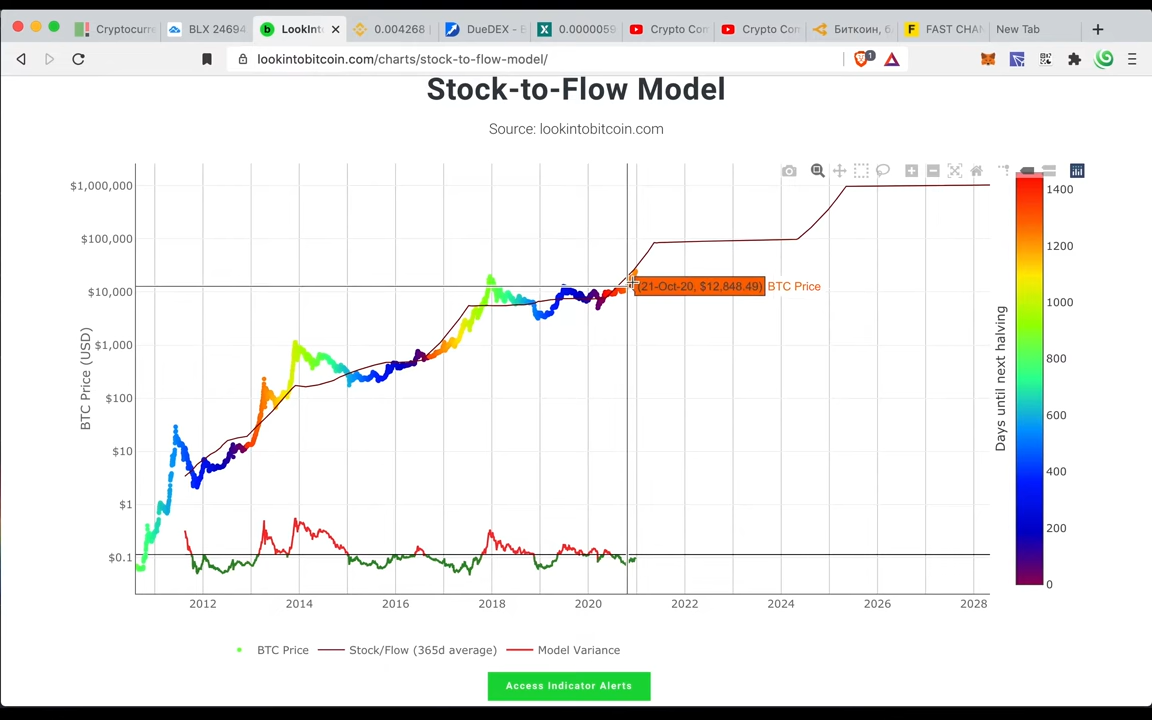 Cryptocurre
BLX 24694.
LookInto
0.004268
DueDEX - B
0.0000059
Crypto Con
Crypto Con
Биткоин, б
FAST CHAN
New Tab
lookintobitcoin.com/charts/stock-to-flow-model/
1
Stock-to-Flow Model
Source: lookintobitcoin.com
$1,000,000
$100,000
$10,000
$1,000
$100
$10
$1
$0.1
BTC Price (USD)
(21-Oct-20, $12,848.49)
BTC Price
1400
1200
1000
800
600
400
200
0
Days until next halving
2012
2014
2016
2018
2020
2022
2024
2026
2028
BTC Price
Stock/Flow (365d average)
Model Variance
Access Indicator Alerts